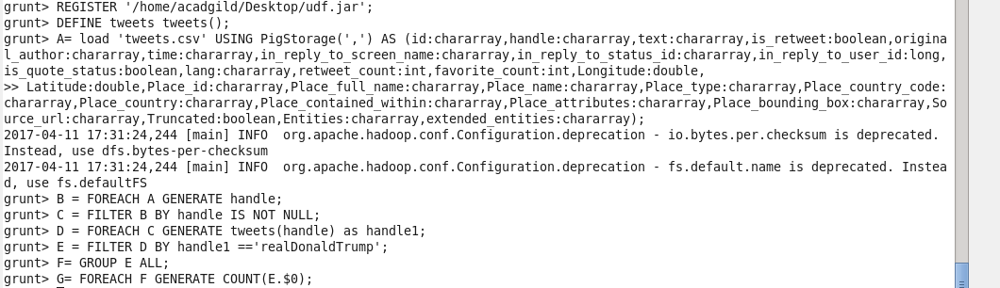 grunt> REGISTER '/home/acadgild/Desktop/udf.jar';
grunt> DEFINE tweets tweets();
grunt> A= load 'tweets.csv' USING PigStorage(',') AS (id:chararray,handle:chararray,text:chararray,is_retweet:boolean,origina
l_author:chararray,time:chararray,in_reply_to_screen_name:chararray,in_reply_to_status_id:chararray,in_reply_to_user_id:long,
is_quote_status:boolean,lang:chararray,retweet_count:int,favorite_count:int,Longitude:double,
>> Latitude:double,Place_id:chararray,Place_full_name:chararray,Place_name:chararray,Place_type:chararray,Place_country_code:
chararray,Place_country:chararray,Place_contained_within:chararray,Place_attributes:chararray,Place_bounding_box:chararray,So
urce_url:chararray,Truncated:boolean,Entities:chararray,extended_entities:chararray);
2017-04-11 17:31:24,244 [main] INFO  org.apache.hadoop.conf.Configuration.deprecation - io.bytes.per.checksum is deprecated.
Instead, use dfs.bytes-per-checksum
2017-04-11 17:31:24,244 [main] INFO  org.apache.hadoop.conf.Configuration.deprecation - fs.default.name is deprecated. Instea
d, use fs.defaultFS
grunt> B = FOREACH A GENERATE handle;
grunt> C = FILTER B BY handle IS NOT NULL;
grunt> D = FOREACH C GENERATE tweets(handle) as handle1;
grunt> E = FILTER D BY handle1 =='realDonaldTrump';
grunt> F= GROUP E ALL;
grunt> G= FOREACH F GENERATE COUNT(E.$0);